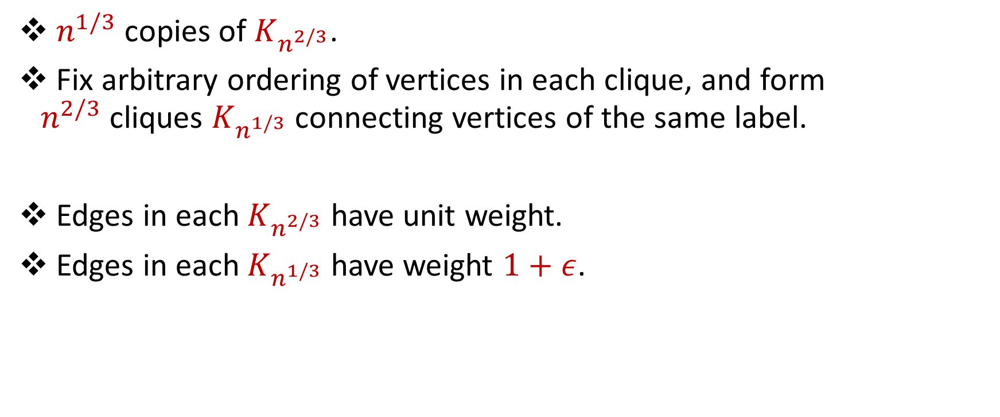 ❖ $n^{1/3}$ copies of $K_{n^{2/3}}$.
❖ Fix arbitrary ordering of vertices in each clique, and form
$n^{2/3}$ cliques $K_{n^{1/3}}$ connecting vertices of the same label.
❖ Edges in each $K_{n^{2/3}}$ have unit weight.
❖ Edges in each $K_{n^{1/3}}$ have weight $1 + \epsilon$.